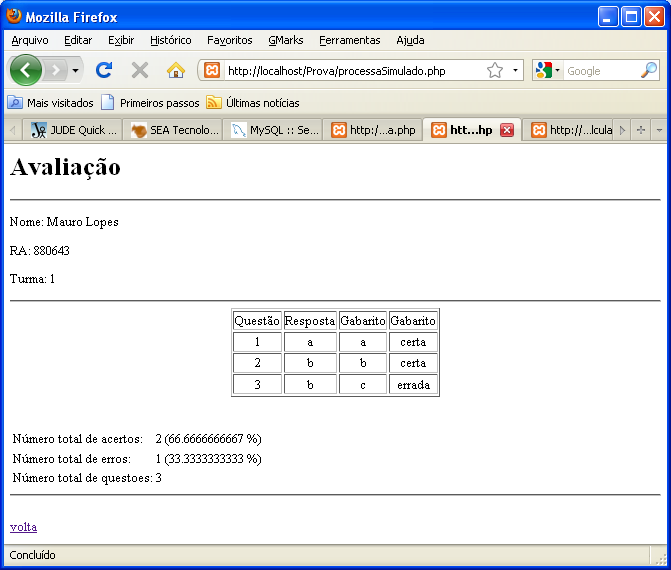 Mozilla Firefox
Arquivo Editar Exibir Histórico Favoritos GMarks Ferramentas Ajuda
http://localhost/Prova/processaSimulado.php Google
Mais visitados Primeiros passos Últimas notícias
JUDE Quick ... SEA Tecnolo... MySQL :: Se... http:/...a.php htt...hp http://...lcula
Avaliação
Nome: Mauro Lopes
RA: 880643
Turma: 1
Questão Resposta Gabarito Gabarito
1 a a certa
2 b b certa
3 b c errada
Número total de acertos: 2 (66.6666666667 %)
Número total de erros: 1 (33.3333333333 %)
Número total de questoes: 3
volta
Concluído